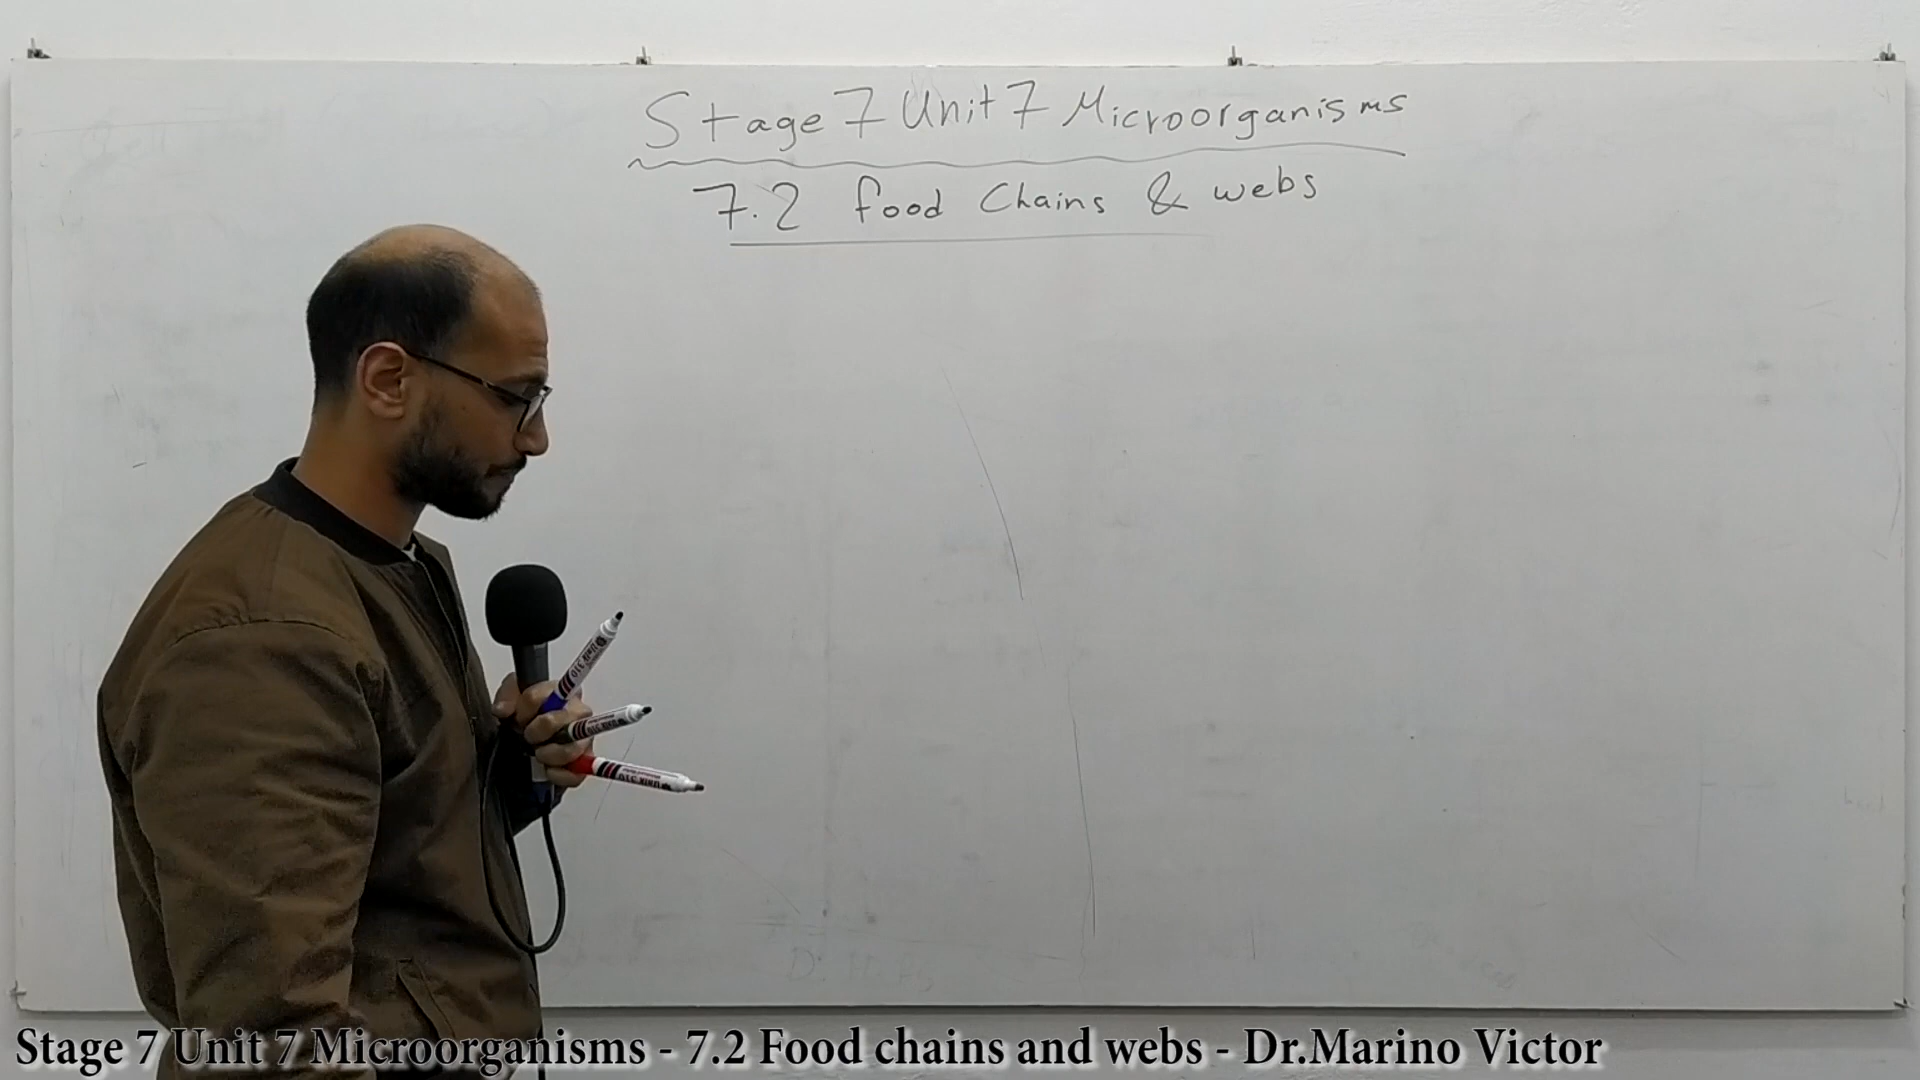 Stage 7 Unit 7 Microorganisms
7.2 food Chains & webs
Stage 7 Unit 7 Microorganisms - 7.2 Food chains and webs - Dr.Marino Victor